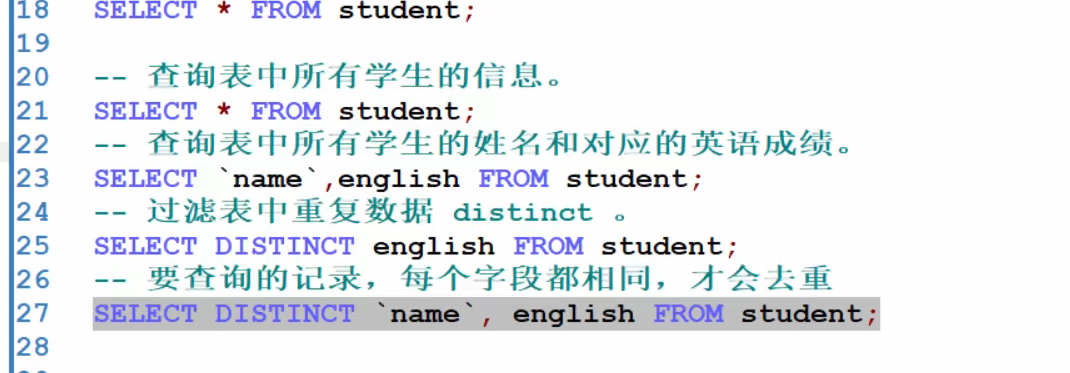 18 SELECT * FROM student;
19
20 -- 查询表中所有学生的信息。
21 SELECT * FROM student;
22 -- 查询表中所有学生的姓名和对应的英语成绩。
23 SELECT `name`,english FROM student;
24 -- 过滤表中重复数据 distinct 。
25 SELECT DISTINCT english FROM student;
26 -- 要查询的记录，每个字段都相同，才会去重
27 SELECT DISTINCT `name`, english FROM student;
28